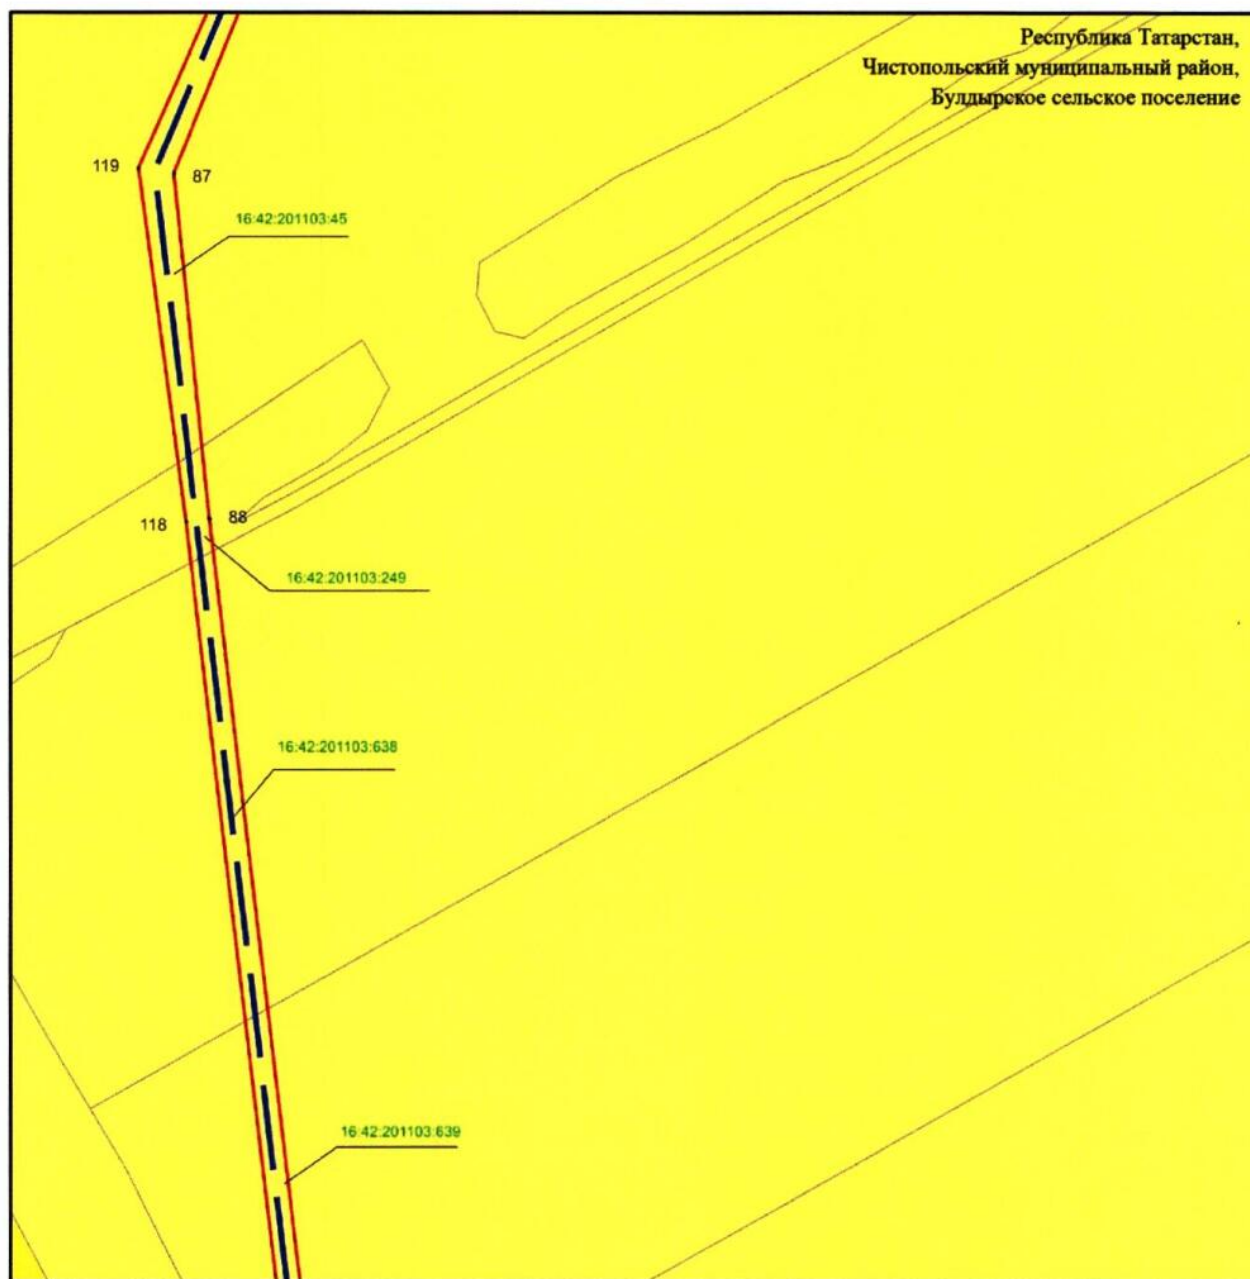 Республика Татарстан,
Чистопольский муниципальный район,
Булдырское сельское поселение
119
87
16:42:201103:45
118
88
16:42:201103:249
16:42:201103:638
16:42:201103:639